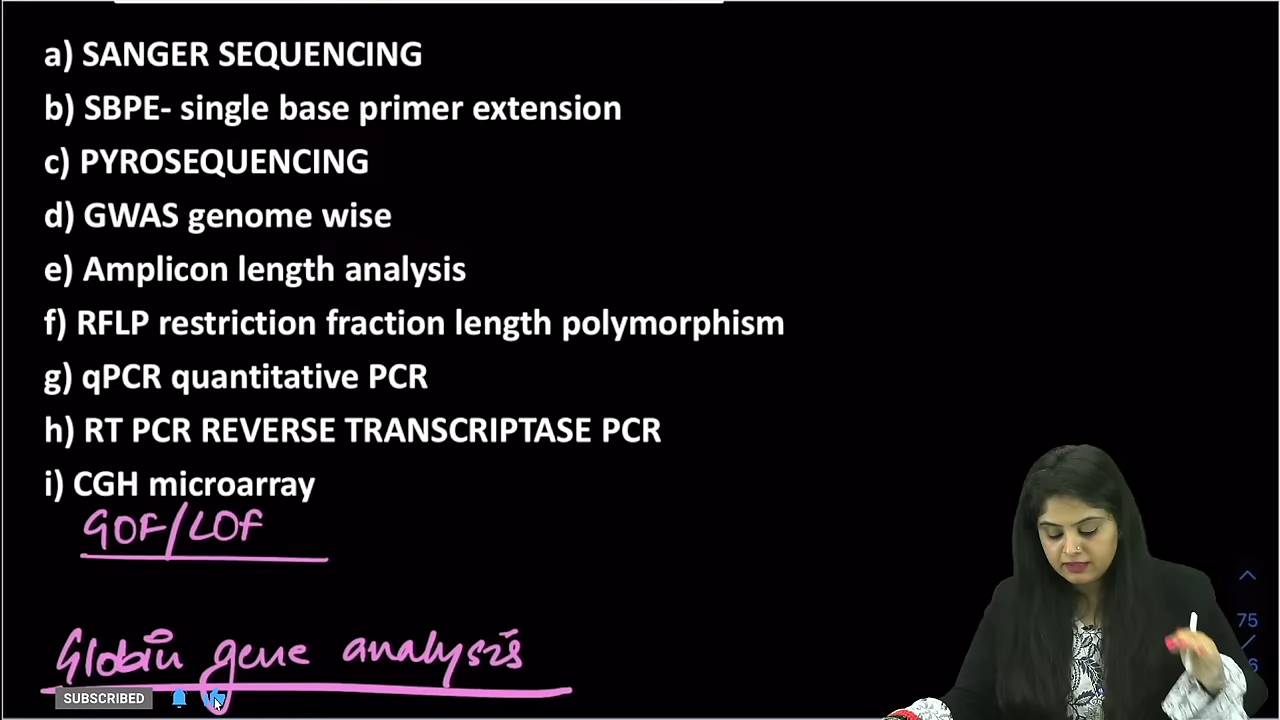 a) SANGER SEQUENCING
b) SBPE- single base primer extension
c) PYROSEQUENCING
d) GWAS genome wise
e) Amplicon length analysis
f) RFLP restriction fraction length polymorphism
g) qPCR quantitative PCR
h) RT PCR REVERSE TRANSCRIPTASE PCR
i) CGH microarray
GOF/LOF
Globin gene analysis
SUBSCRIBED
75
/